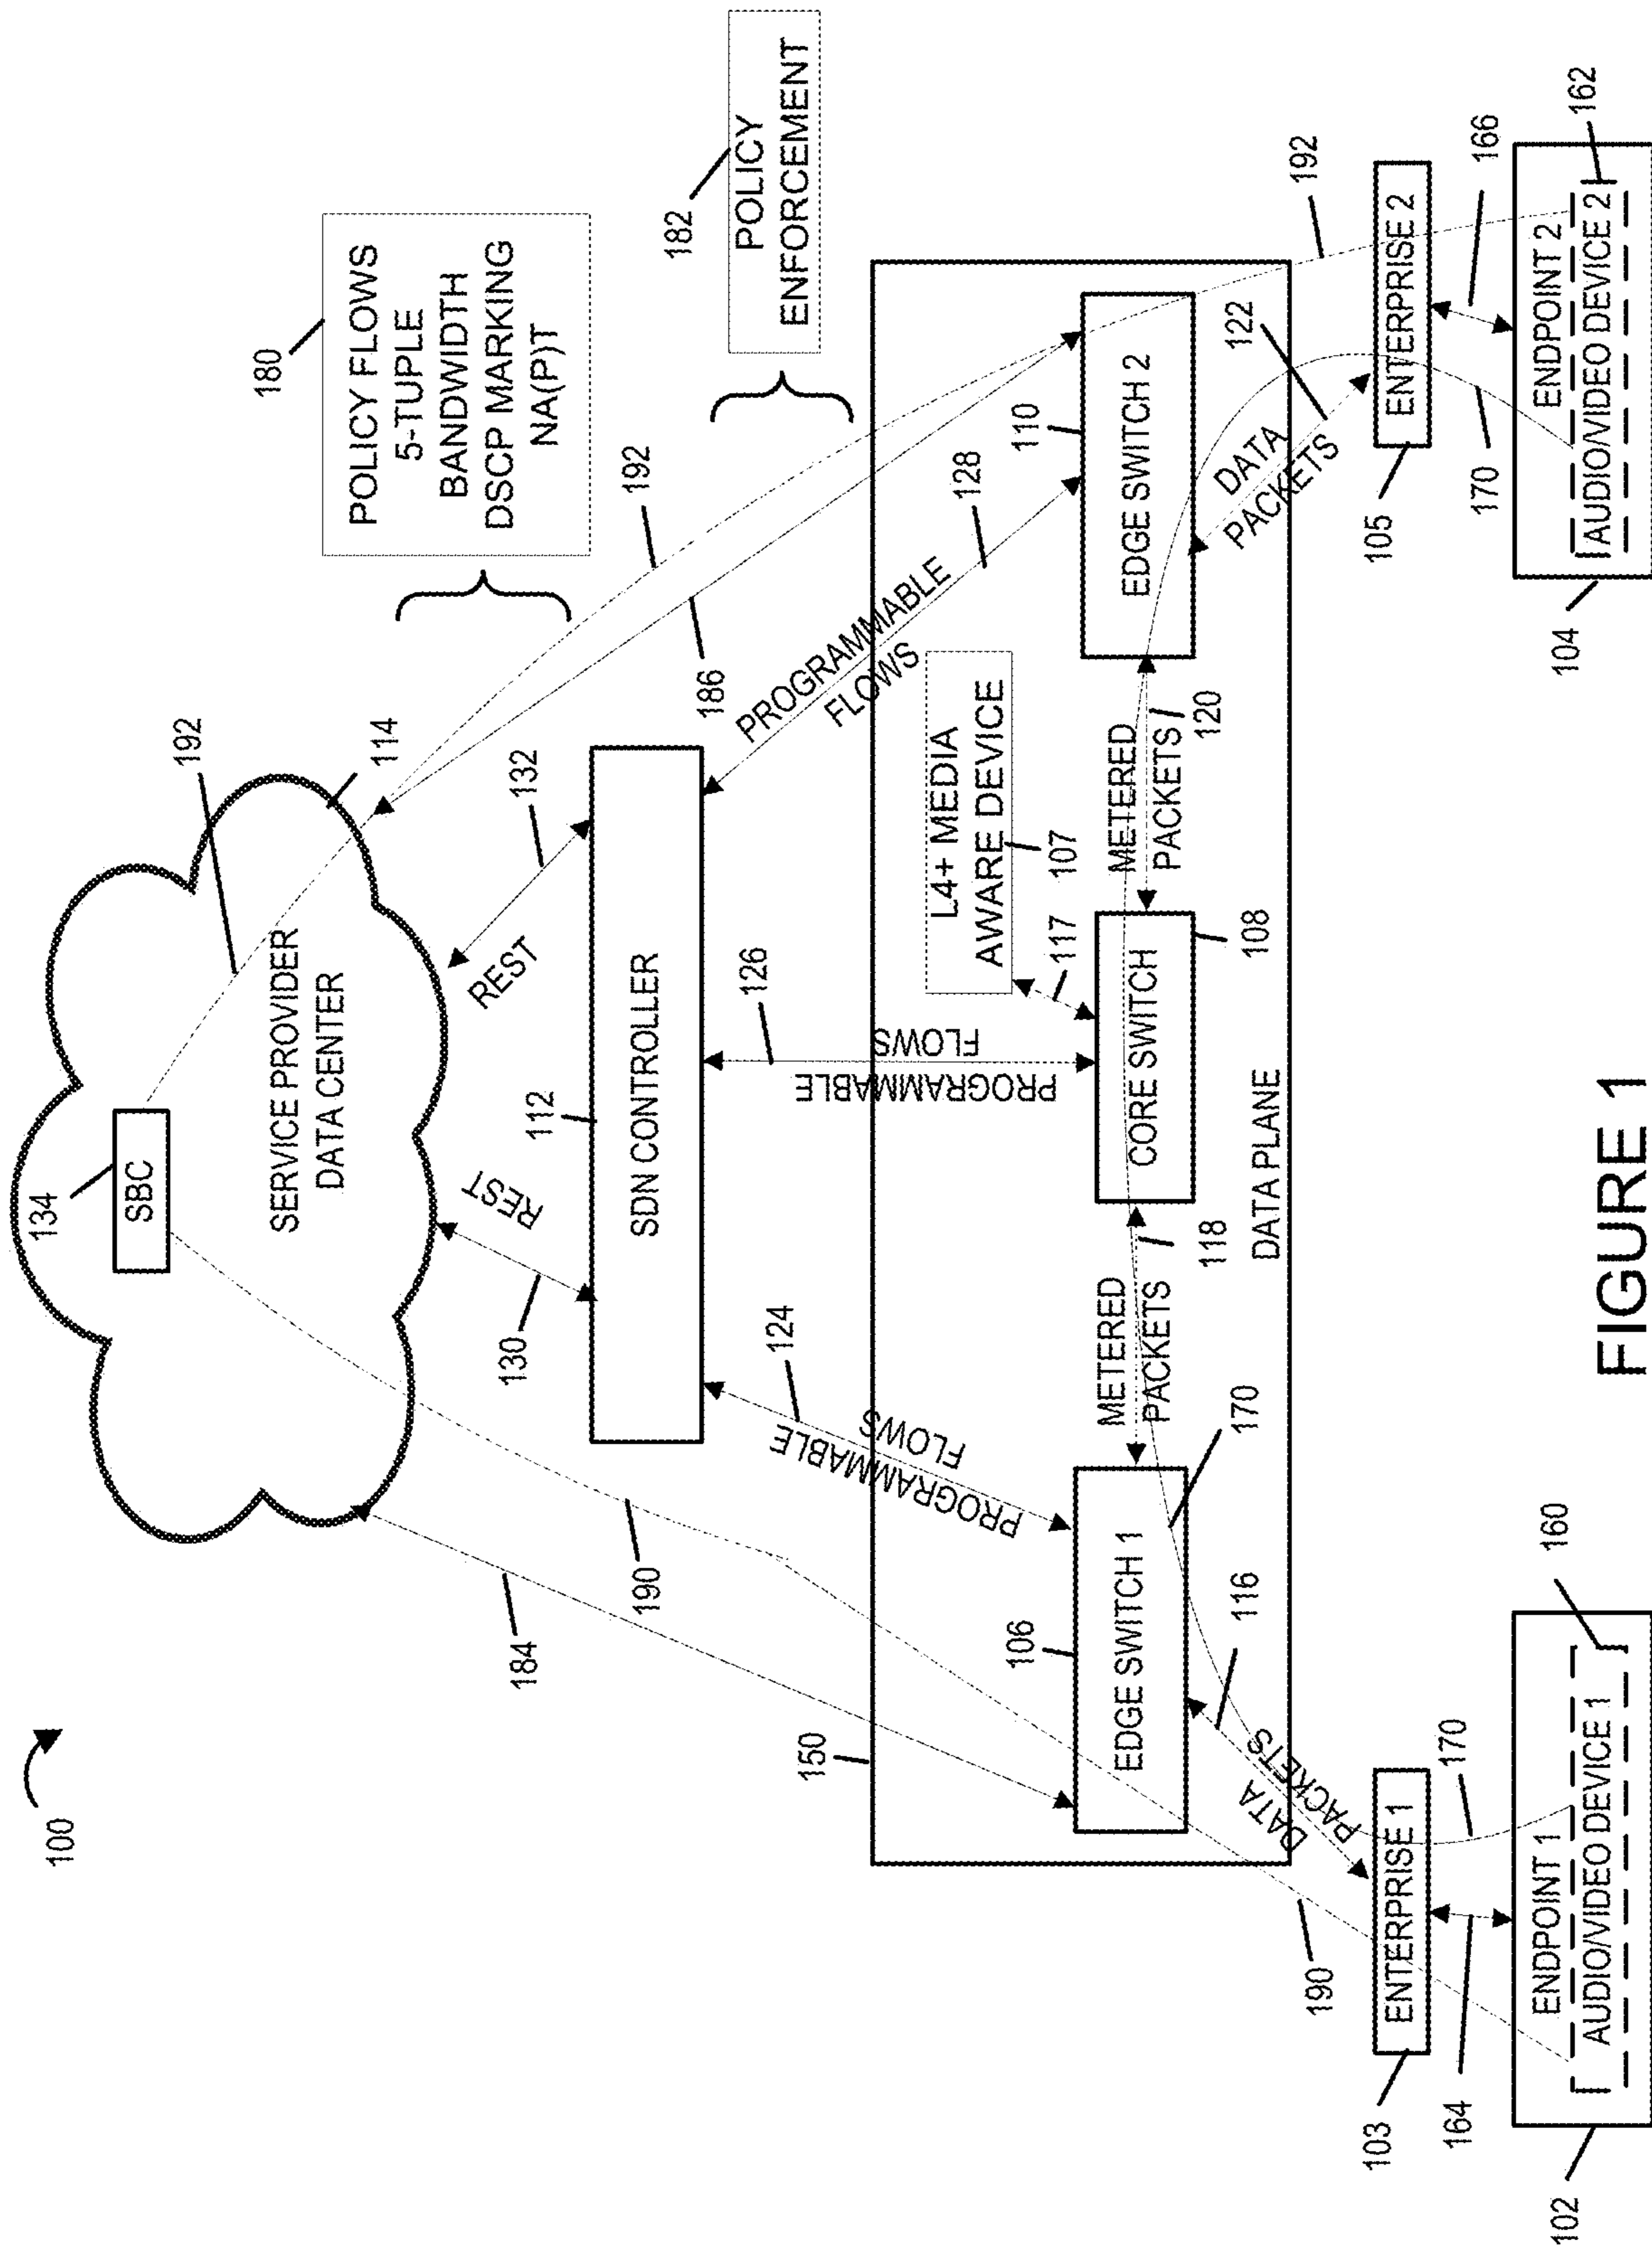 100
134
SBC
192
SERVICE PROVIDER
DATA CENTER
114
180
POLICY FLOWS
5-TUPLE
BANDWIDTH
DSCP MARKING
NA(P)T
184
130
REST
REST
132
192
190
112
SDN CONTROLLER
186
182
POLICY
ENFORCEMENT
124
PROGRAMMABLE
FLOWS
126
PROGRAMMABLE
FLOWS
PROGRAMMABLE
FLOWS
128
150
L4+ MEDIA
AWARE DEVICE
107
117
106
EDGE SWITCH 1
METERED
PACKETS
118
CORE SWITCH
108
METERED
PACKETS
120
110
EDGE SWITCH 2
170
116
DATA PLANE
122
DATA
PACKETS
DATA
PACKETS
192
190
103
ENTERPRISE 1
170
105
ENTERPRISE 2
164
166
170
160
162
102
ENDPOINT 1
AUDIO/VIDEO DEVICE 1
104
ENDPOINT 2
AUDIO/VIDEO DEVICE 2
FIGURE 1